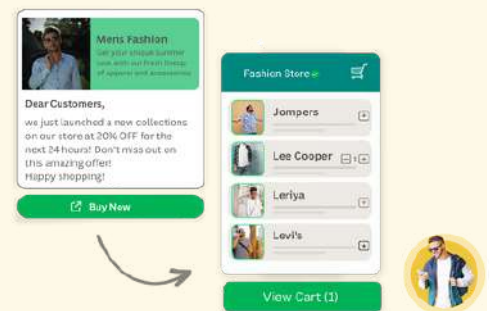 Mens Fashion
Get your unique summer
look with our fresh lineup
of apparel and accessories
Dear Customers,
we just launched a new collections
on our store at 20% OFF for the
next 24 hours! Don't miss out on
this amazing offer!
Happy shopping!
Buy Now
Fashion Store
Jompers
Lee Cooper
1
Leriya
Levi's
View Cart (1)